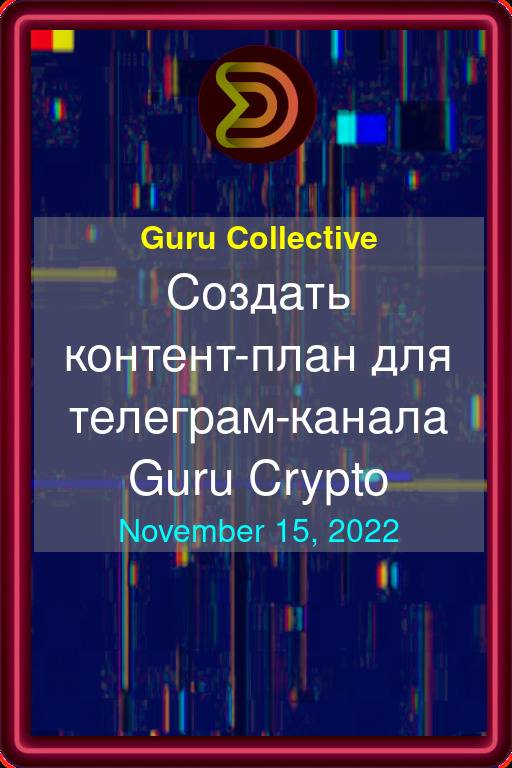 Guru Collective
Создать
контент-план для
телеграм-канала
Guru Crypto
November 15, 2022